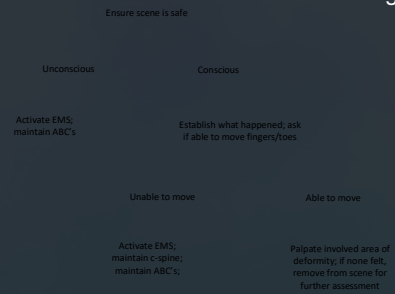 Ensure scene is safe
Unconscious
Conscious
Activate EMS;
maintain ABC's
Establish what happened; ask
if able to move fingers/toes
Unable to move
Able to move
Activate EMS;
maintain c-spine;
maintain ABC's;
Palpate involved area of
deformity; if none felt,
remove from scene for
further assessment